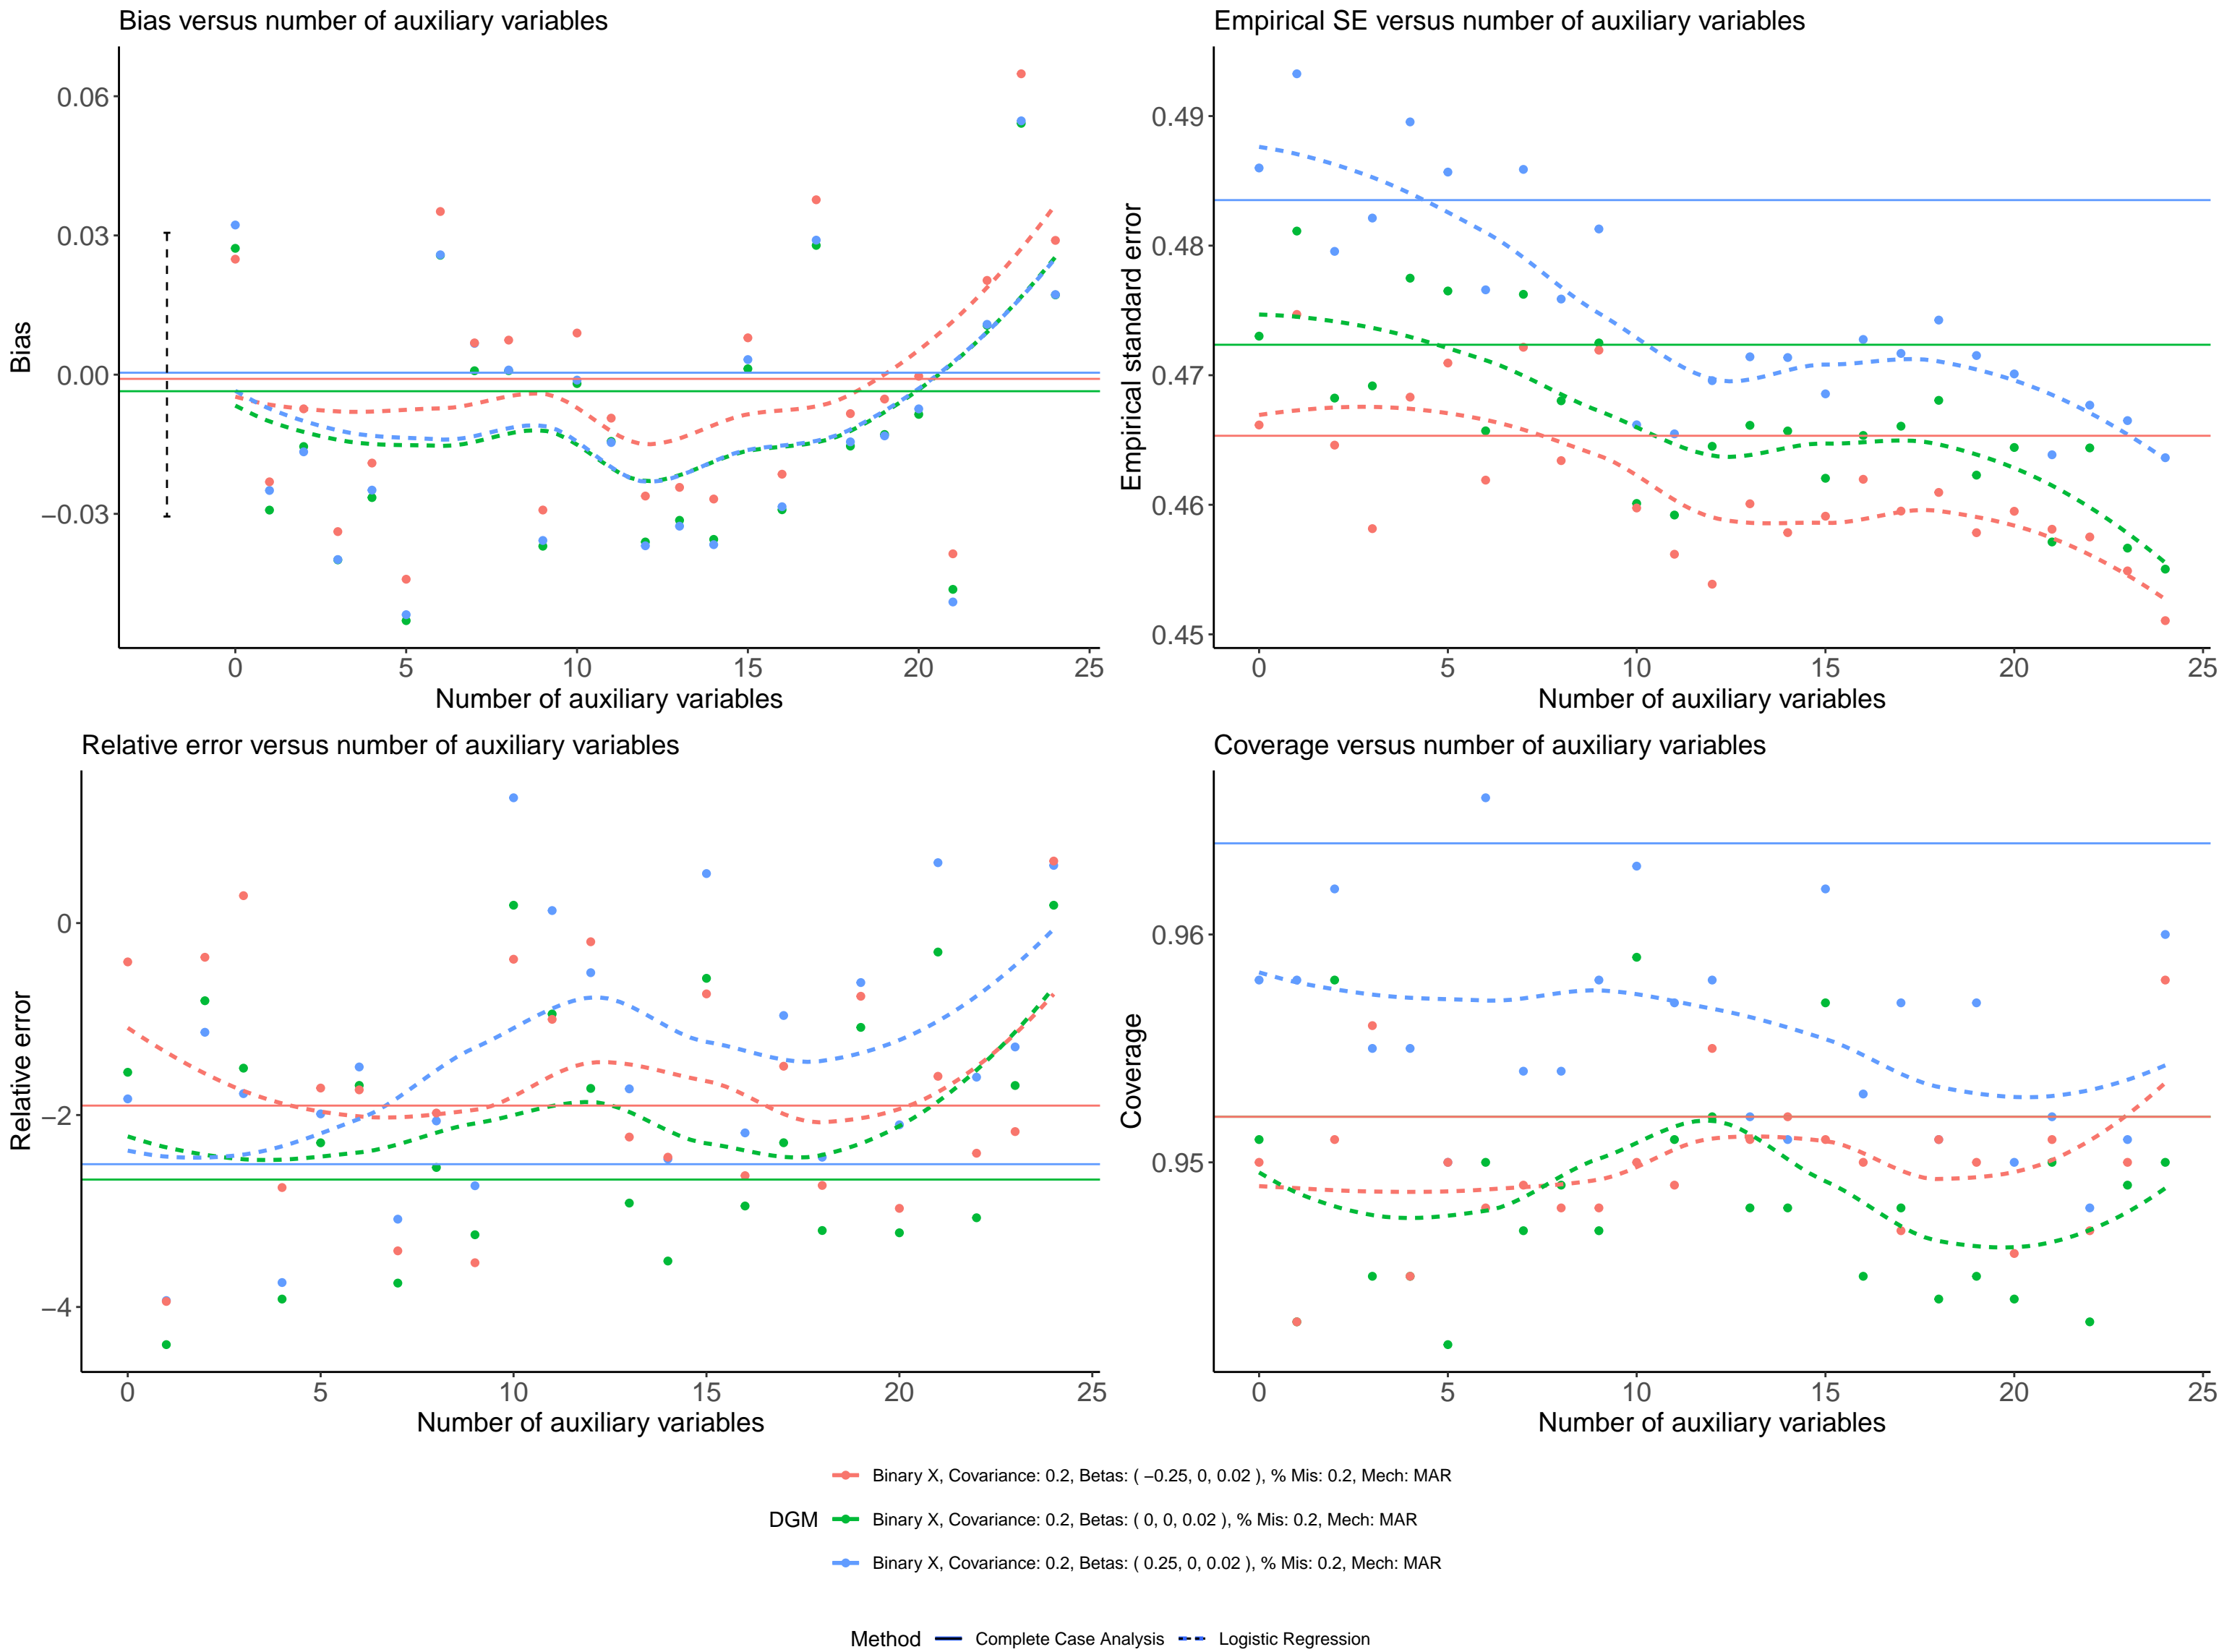 Bias versus number of auxiliary variables
0.06
0.03
0.00
−0.03
Bias
0 5 10 15 20 25
Number of auxiliary variables
Empirical SE versus number of auxiliary variables
0.49
0.48
0.47
0.46
0.45
Empirical standard error
0 5 10 15 20 25
Number of auxiliary variables
Relative error versus number of auxiliary variables
0
−2
−4
Relative error
0 5 10 15 20 25
Number of auxiliary variables
Coverage versus number of auxiliary variables
0.96
0.95
Coverage
0 5 10 15 20 25
Number of auxiliary variables
Binary X, Covariance: 0.2, Betas: ( −0.25, 0, 0.02 ), % Mis: 0.2, Mech: MAR
DGM Binary X, Covariance: 0.2, Betas: ( 0, 0, 0.02 ), % Mis: 0.2, Mech: MAR
Binary X, Covariance: 0.2, Betas: ( 0.25, 0, 0.02 ), % Mis: 0.2, Mech: MAR
Method Complete Case Analysis Logistic Regression